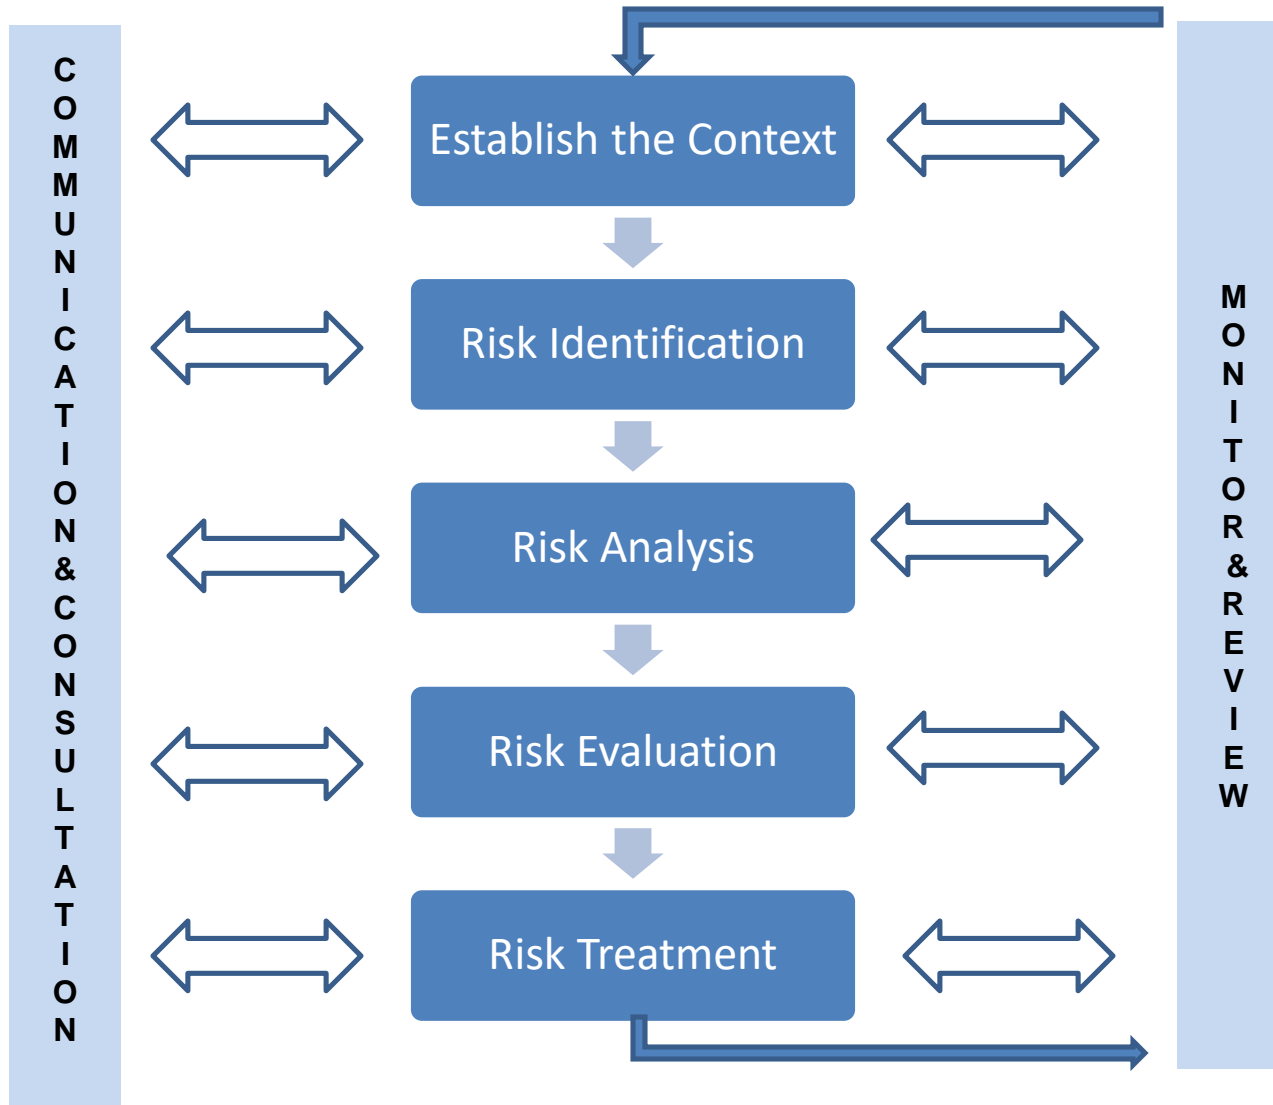 COMMUNICATION&CONSULTATION
Establish the Context
Risk Identification
Risk Analysis
Risk Evaluation
Risk Treatment
MONITOR&REVIEW